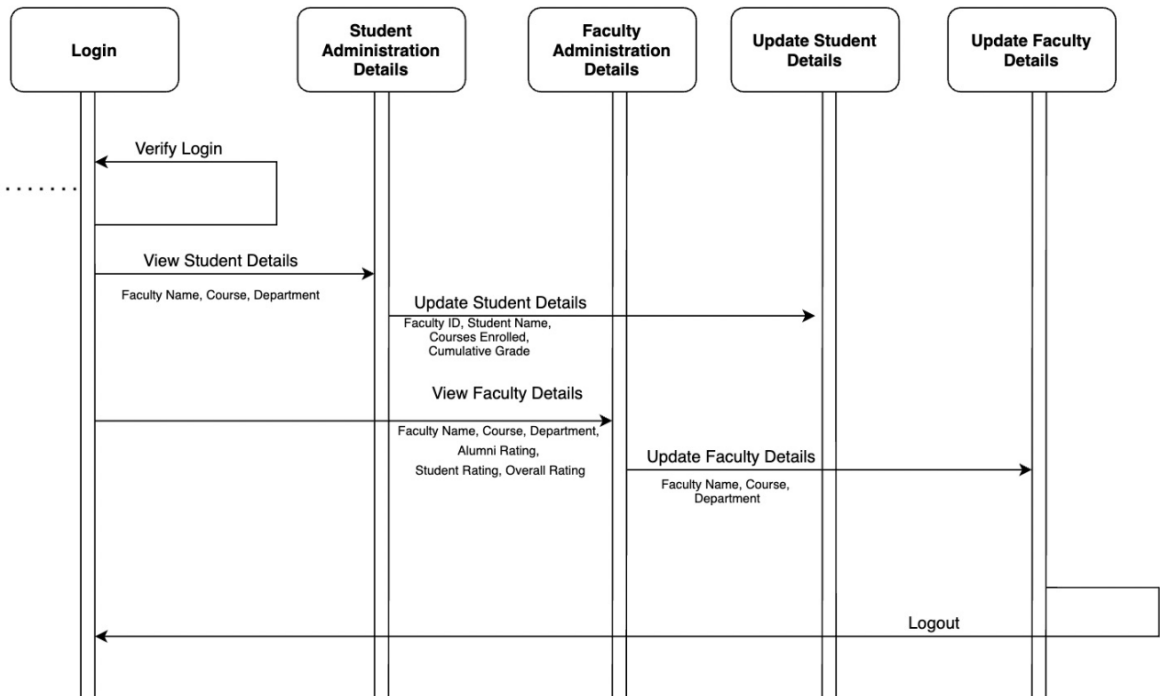 Login
Student
Administration
Details
Faculty
Administration
Details
Update Student
Details
Update Faculty
Details
Verify Login
View Student Details
Faculty Name, Course, Department
Update Student Details
Faculty ID, Student Name,
Courses Enrolled,
Cumulative Grade
View Faculty Details
Faculty Name, Course, Department,
Alumni Rating,
Student Rating, Overall Rating
Update Faculty Details
Faculty Name, Course,
Department
Logout